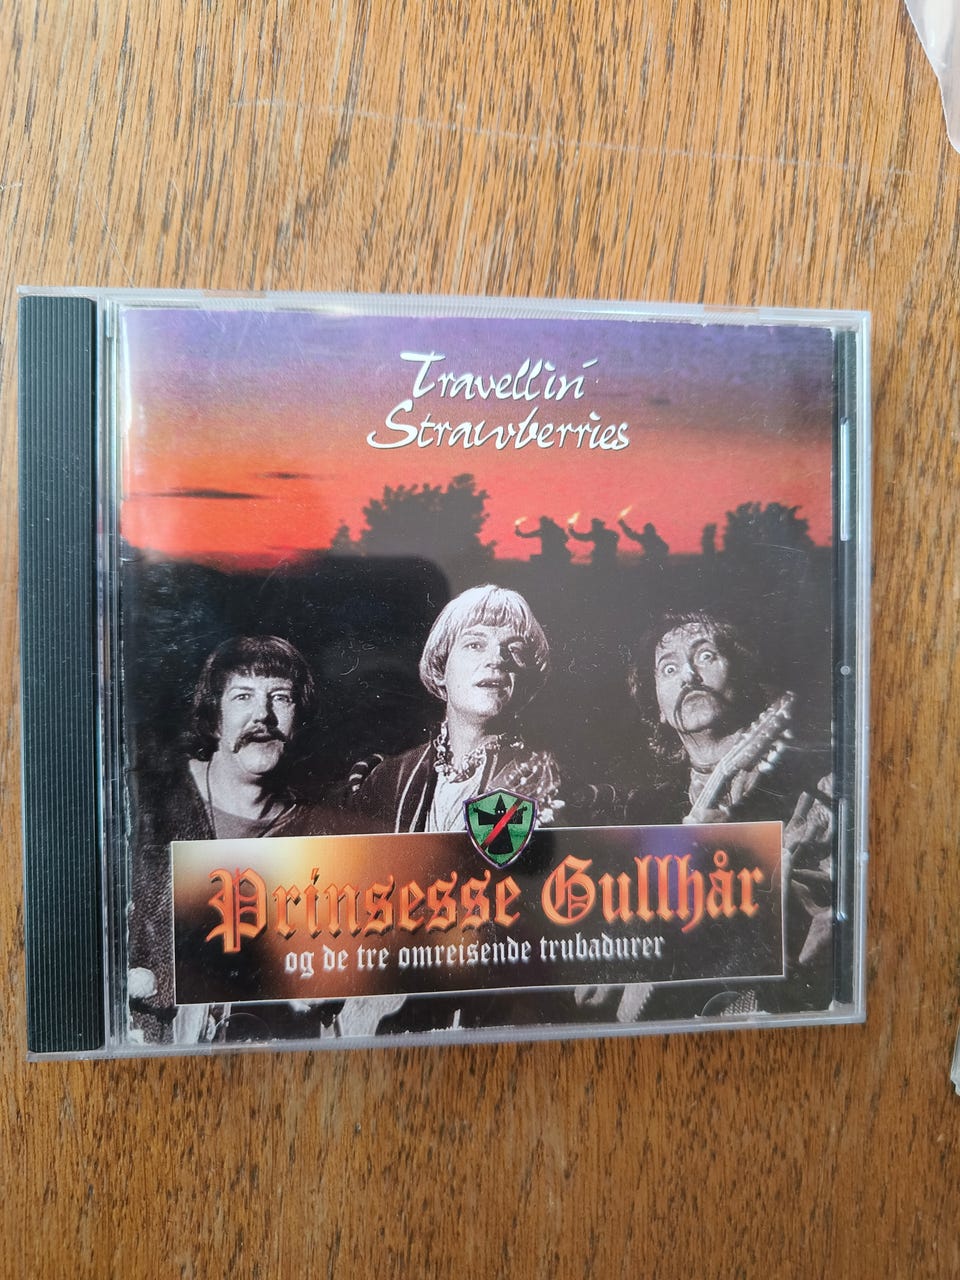 Travellin'
Strawberries
Prinsesse Gullhår
og de tre omreisende trubadurer